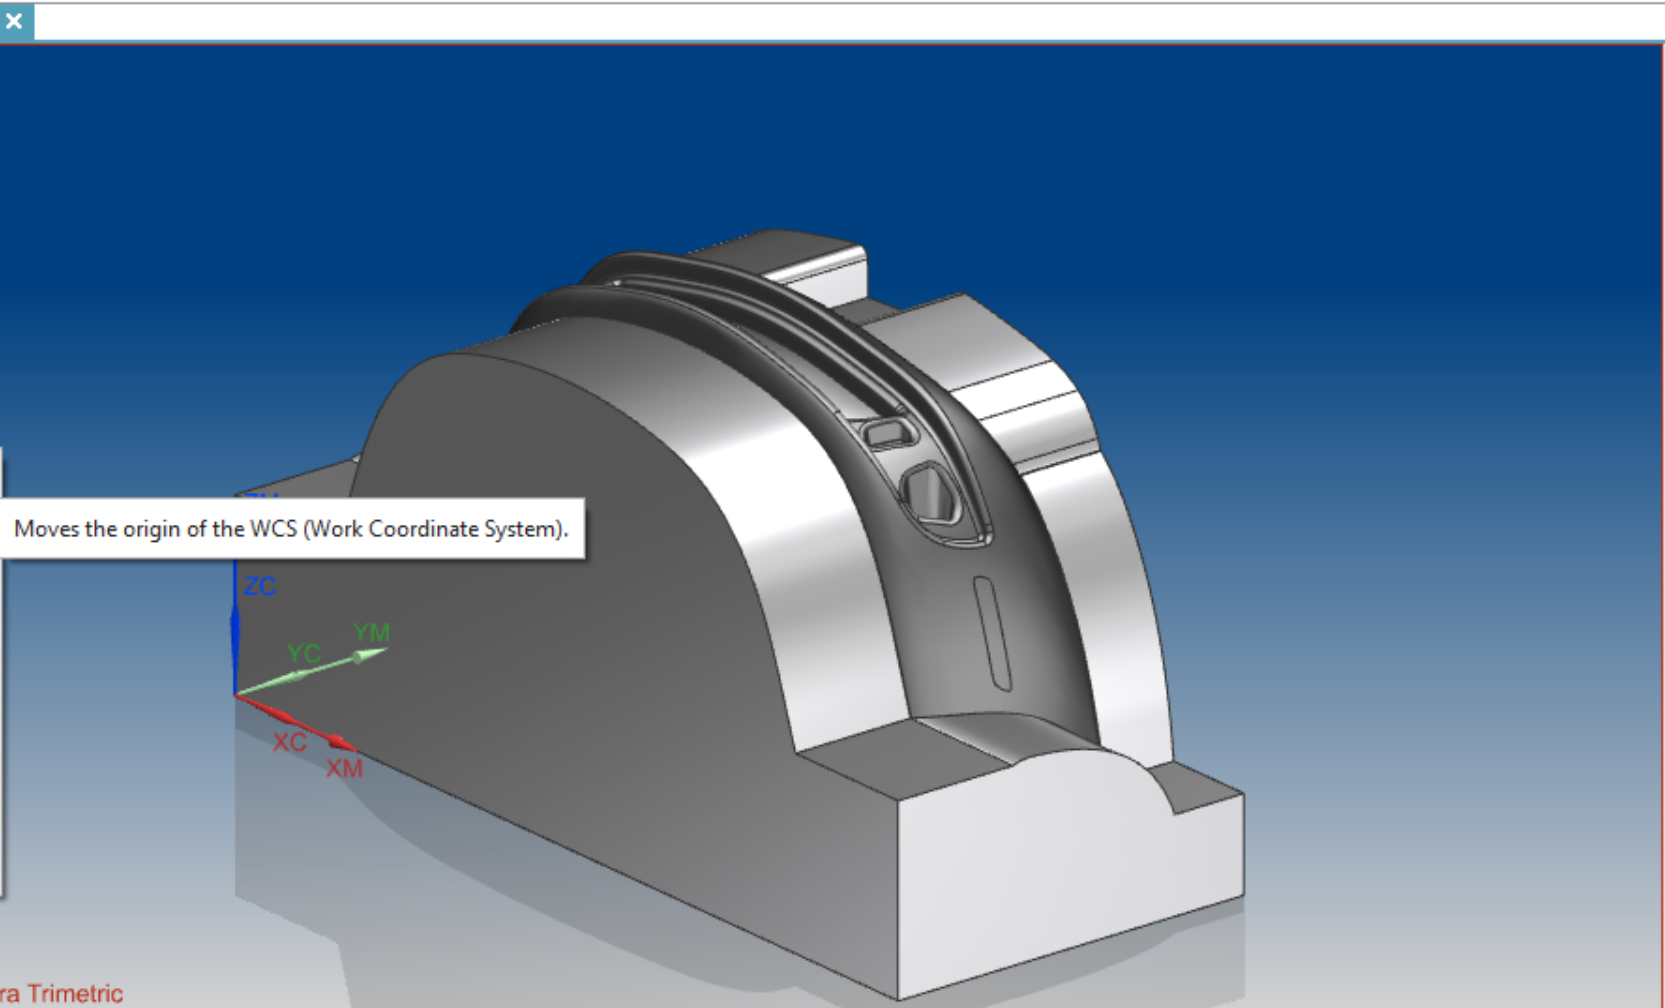 Moves the origin of the WCS (Work Coordinate System).
ZC
YM
YC
XC
XM
ra Trimetric